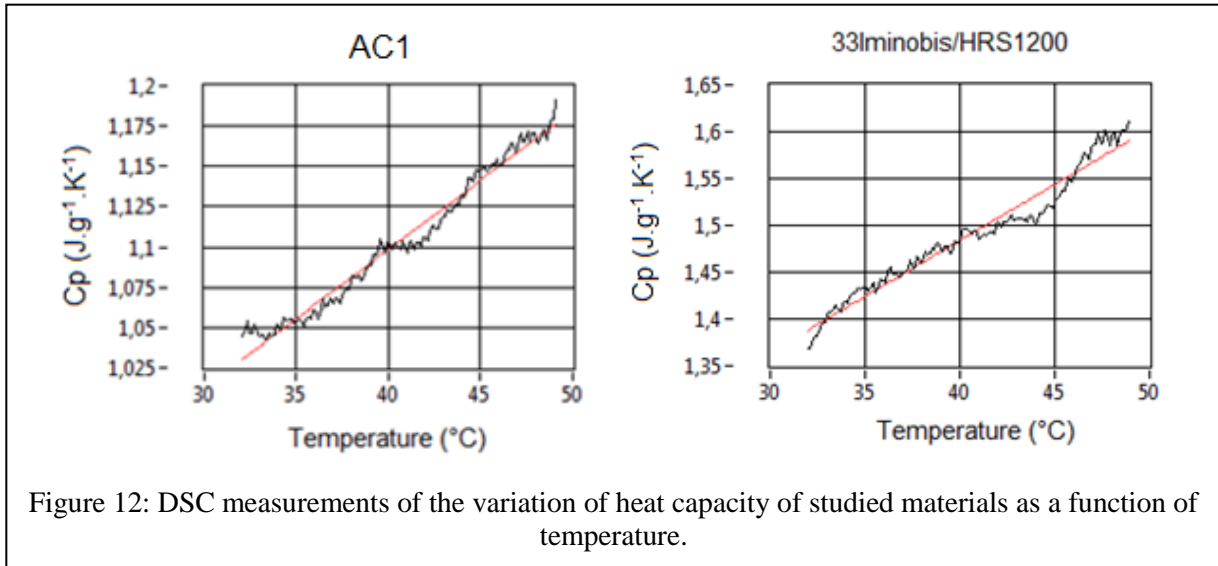 AC1
1,2
1,175
1,15
1,125
1,1
1,075
1,05
1,025
Cp (J.g⁻¹.K⁻¹)
30 35 40 45 50
Temperature (°C)
33Iminobis/HRS1200
1,65
1,6
1,55
1,5
1,45
1,4
1,35
Cp (J.g⁻¹.K⁻¹)
30 35 40 45 50
Temperature (°C)
Figure 12: DSC measurements of the variation of heat capacity of studied materials as a function of
temperature.